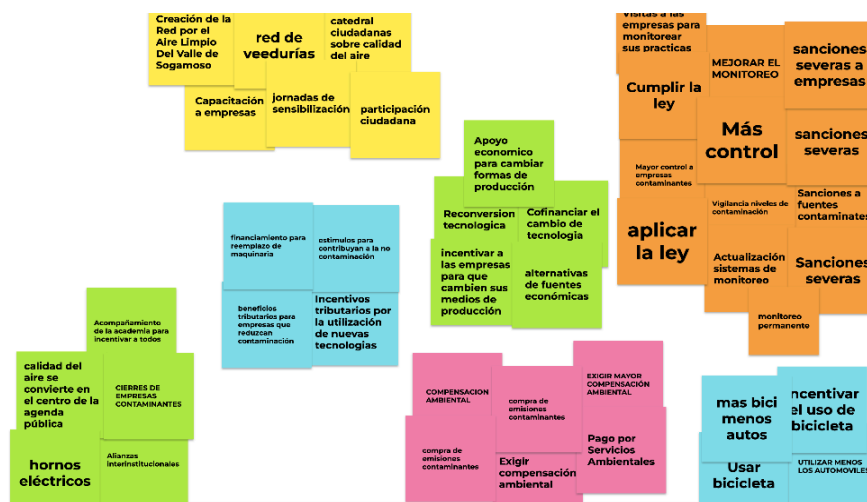 Creación de la
Red por el
Aire Limpio
Del Valle de
Sogamoso
red de
veedurías
catedral
ciudadanas
sobre calidad
del aire
Capacitación
a empresas
jornadas de
sensibilización
participación
ciudadana
Visitas a las
empresas para
monitorear
sus practicas
MEJORAR EL
MONITOREO
sanciones
severas a
empresas
Cumplir la
ley
Más
control
sanciones
severas
Mayor control a
empresas
contaminantes
Vigilancia niveles de
contaminación
Sanciones a
fuentes
contaminates
aplicar
la ley
Actualización
sistemas de
monitoreo
Sanciones
severas
monitoreo
permanente
Apoyo
economico
para cambiar
formas de
producción
Reconversion
tecnologica
Cofinanciar el
cambio de
tecnologia
incentivar a
las empresas
para que
cambien sus
medios de
producción
alternativas
de fuentes
económicas
financiamiento para
reemplazo de
maquinaria
estimulos para
contribuyan a la no
contaminación
beneficios
tributarios para
empresas que
reduzcan
contaminación
Incentivos
tributarios por
la utilización
de nuevas
tecnologias
Acompañamiento
de la academia para
incentivar a todos
calidad del
aire se
convierte en
el centro de la
agenda
pública
CIERRES DE
EMPRESAS
CONTAMINANTES
hornos
eléctricos
Alianzas
interinstitucionales
COMPENSACION
AMBIENTAL
compra de
emisiones
contaminantes
EXIGIR MAYOR
COMPENSACIÓN
AMBIENTAL
compra de
emisiones
contaminantes
Exigir
compensación
ambiental
Pago por
Servicios
Ambientales
mas bici
menos
autos
ncentivar
el uso de
bicicleta
Usar
bicicleta
UTILIZAR MENOS
LOS AUTOMOVILES